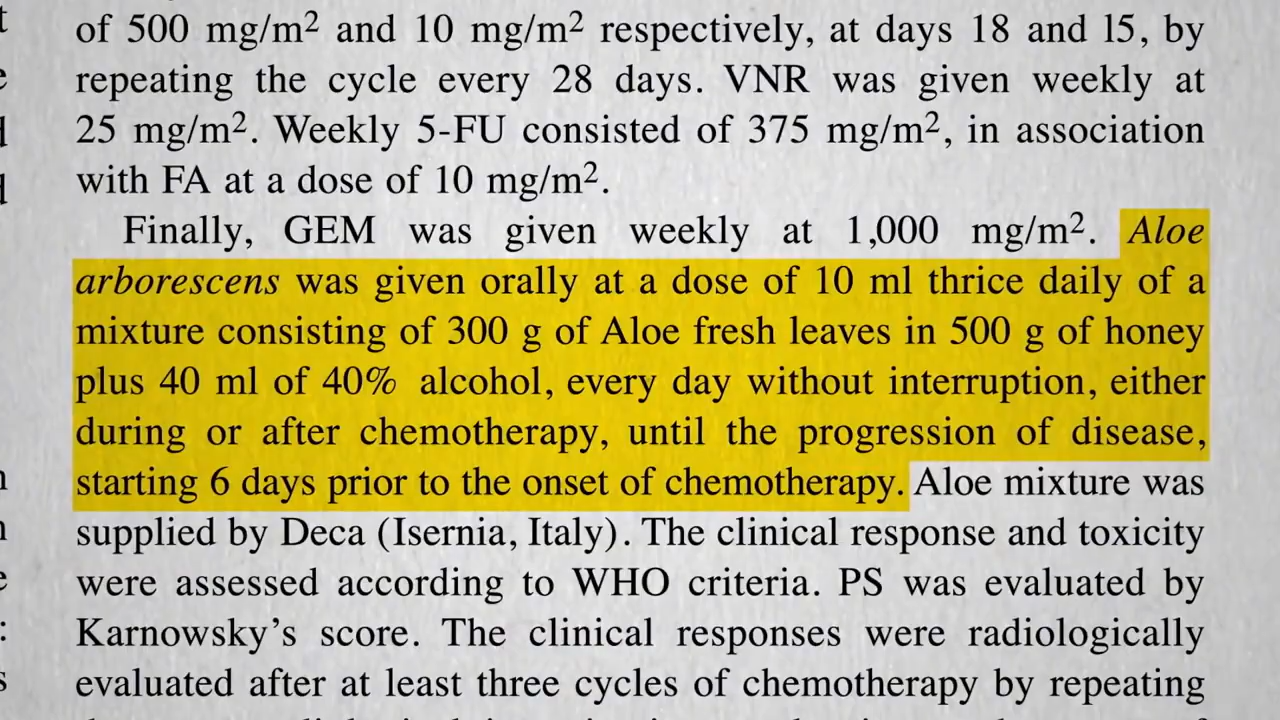 of 500 mg/m² and 10 mg/m² respectively, at days 18 and l5, by
repeating the cycle every 28 days. VNR was given weekly at
25 mg/m². Weekly 5-FU consisted of 375 mg/m², in association
with FA at a dose of 10 mg/m².
Finally, GEM was given weekly at 1,000 mg/m². Aloe
arborescens was given orally at a dose of 10 ml thrice daily of a
mixture consisting of 300 g of Aloe fresh leaves in 500 g of honey
plus 40 ml of 40% alcohol, every day without interruption, either
during or after chemotherapy, until the progression of disease,
starting 6 days prior to the onset of chemotherapy. Aloe mixture was
supplied by Deca (Isernia, Italy). The clinical response and toxicity
were assessed according to WHO criteria. PS was evaluated by
Karnowsky's score. The clinical responses were radiologically
evaluated after at least three cycles of chemotherapy by repeating